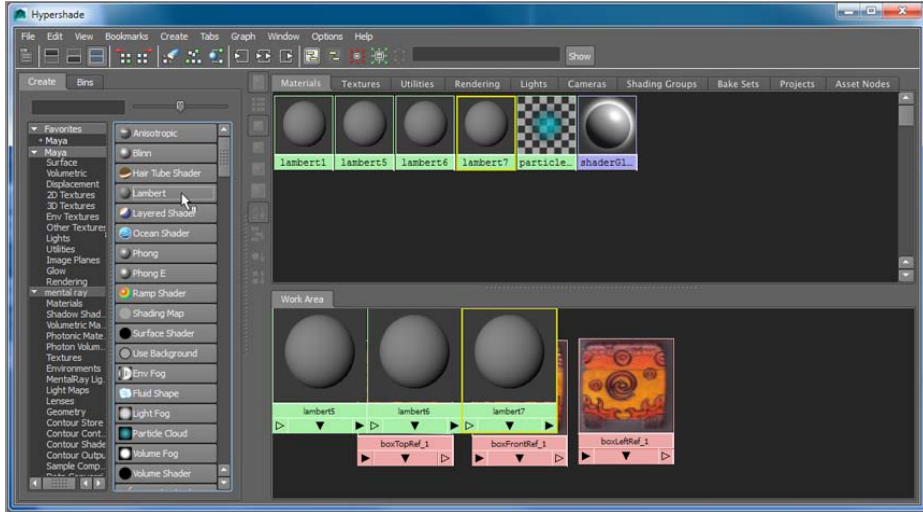 Hypershade
File Edit View Bookmarks Create Tabs Graph Window Options Help
Show
Create Bins
Materials Textures Utilities Rendering Lights Cameras Shading Groups Bake Sets Projects Asset Nodes
Favorites
+ Maya
Maya
Surface
Volumetric
Displacement
2D Textures
3D Textures
Env Textures
Other Textures
Lights
Utilities
Image Planes
Glow
Rendering
mental ray
Materials
Shadow Shad...
Volumetric Ma...
Photonic Mate...
Photon Volum...
Textures
Environments
MentalRay Lig...
Light Maps
Lenses
Geometry
Contour Store
Contour Cont...
Contour Shade
Contour Outpu
Sample Comp...
Anisotropic
Blinn
Hair Tube Shader
Lambert
Layered Shader
Ocean Shader
Phong
Phong E
Ramp Shader
Shading Map
Surface Shader
Use Background
Env Fog
Fluid Shape
Light Fog
Particle Cloud
Volume Fog
Volume Shader
lambert1 lambert5 lambert6 lambert7 particle... shaderGl...
Work Area
lambert5 lambert6 lambert7
boxTopRef_1 boxFrontRef_1 boxLeftRef_1